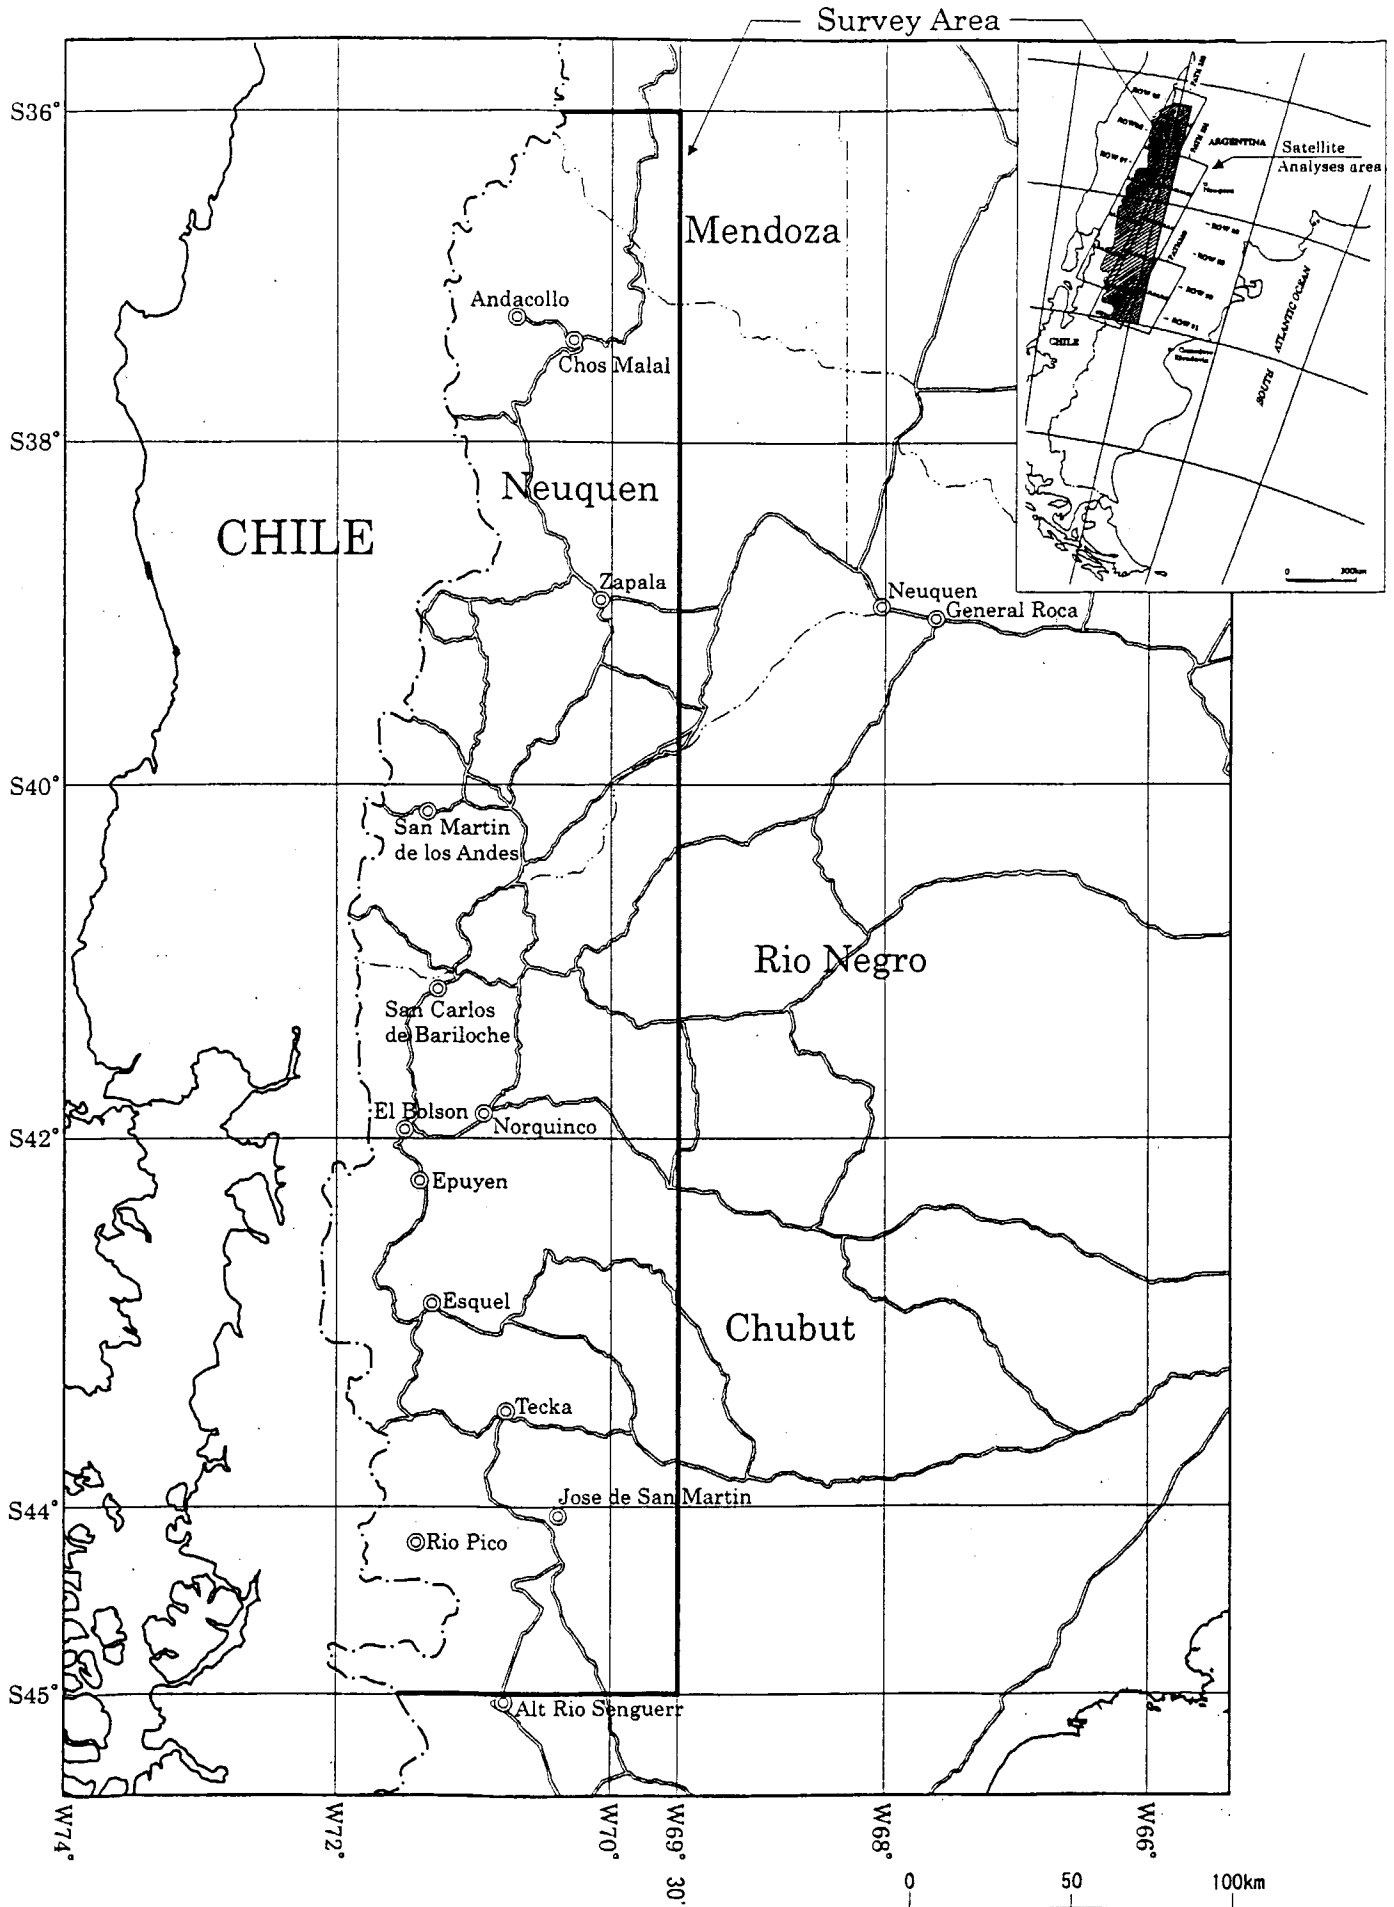 Survey Area
S36°
ARGENTINA
Satellite
Analyses area
Mendoza
Andacollo
Chos Malal
ATLANTIC OCEAN
CHILE
SOUTH
S38°
Neuquen
CHILE
0 300km
Zapala
Neuquen
General Roca
S40°
San Martin
de los Andes
Rio Negro
San Carlos
de Bariloche
El Bolson
Norquinco
S42°
Epuyen
Esquel
Chubut
Tecka
Jose de San Martin
S44°
Rio Pico
S45°
Alt Rio Senguerr
W74°
W72°
W70°
W69° 30'
W68°
W66°
0 50 100km